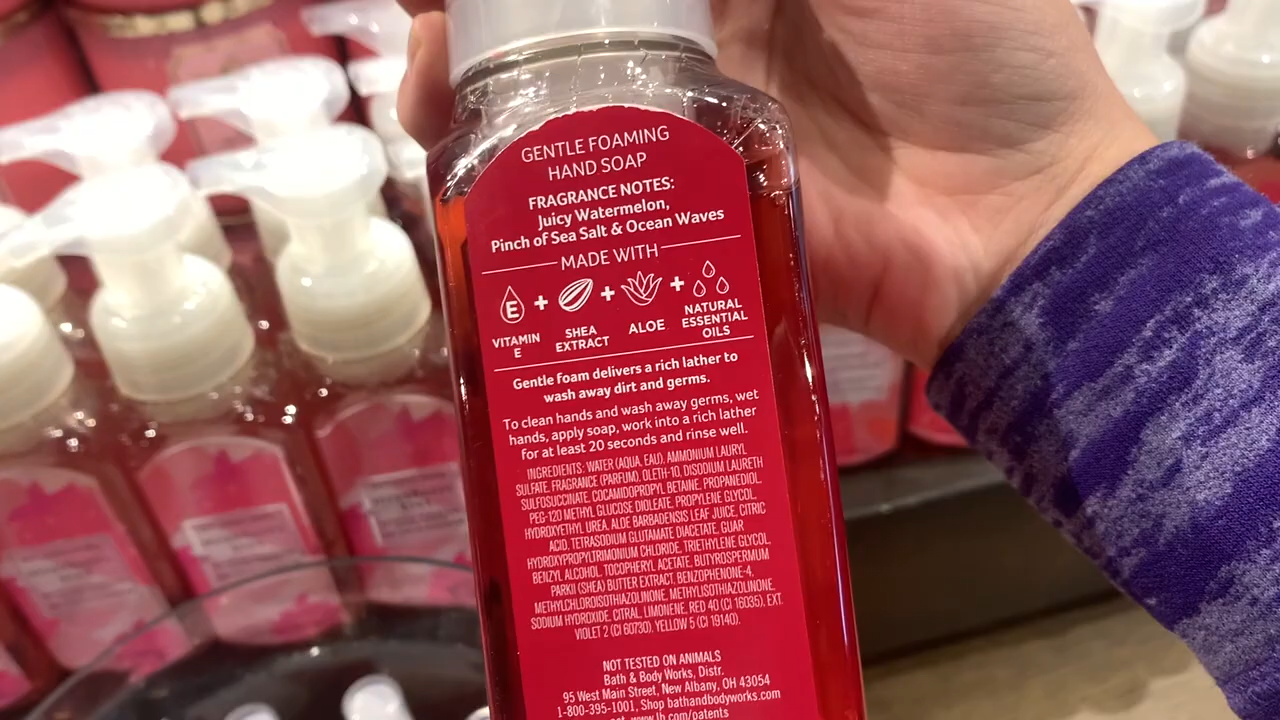 GENTLE FOAMING
HAND SOAP
FRAGRANCE NOTES:
Juicy Watermelon,
Pinch of Sea Salt & Ocean Waves
MADE WITH
E + + +
VITAMIN
E
SHEA
EXTRACT
ALOE
NATURAL
ESSENTIAL
OILS
Gentle foam delivers a rich lather to
wash away dirt and germs.
To clean hands and wash away germs, wet
hands, apply soap, work into a rich lather
for at least 20 seconds and rinse well.
INGREDIENTS: WATER (AQUA, EAU), AMMONIUM LAURYL
SULFATE, FRAGRANCE (PARFUM), OLETH-10, DISODIUM LAURETH
SULFOSUCCINATE, COCAMIDOPROPYL BETAINE, PROPANEDIOL,
PEG-120 METHYL GLUCOSE DIOLEATE, PROPYLENE GLYCOL,
HYDROXYETHYL UREA, ALOE BARBADENSIS LEAF JUICE, CITRIC
ACID, TETRASODIUM GLUTAMATE DIACETATE, GUAR
HYDROXYPROPYLTRIMONIUM CHLORIDE, TRIETHYLENE GLYCOL,
BENZYL ALCOHOL, TOCOPHERYL ACETATE, BUTYROSPERMUM
PARKII (SHEA) BUTTER EXTRACT, BENZOPHENONE-4,
METHYLCHLOROISOTHIAZOLINONE, METHYLISOTHIAZOLINONE,
SODIUM HYDROXIDE, CITRAL, LIMONENE, RED 40 (CI 16035), EXT.
VIOLET 2 (CI 60730), YELLOW 5 (CI 19140).
NOT TESTED ON ANIMALS
Bath & Body Works, Distr.
95 West Main Street, New Albany, OH 43054
1-800-395-1001, Shop bathandbodyworks.com
www.lb.com/patents